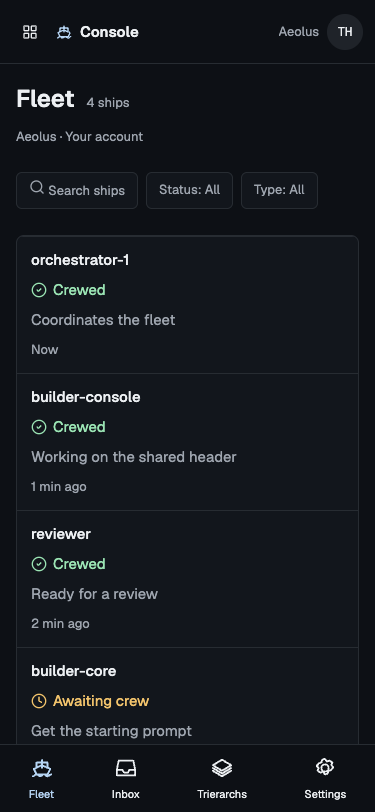 Console
Aeolus
TH
Fleet 4 ships
Aeolus · Your account
Search ships
Status: All
Type: All
orchestrator-1
Crewed
Coordinates the fleet
Now
builder-console
Crewed
Working on the shared header
1 min ago
reviewer
Crewed
Ready for a review
2 min ago
builder-core
Awaiting crew
Get the starting prompt
Fleet
Inbox
Trierarchs
Settings